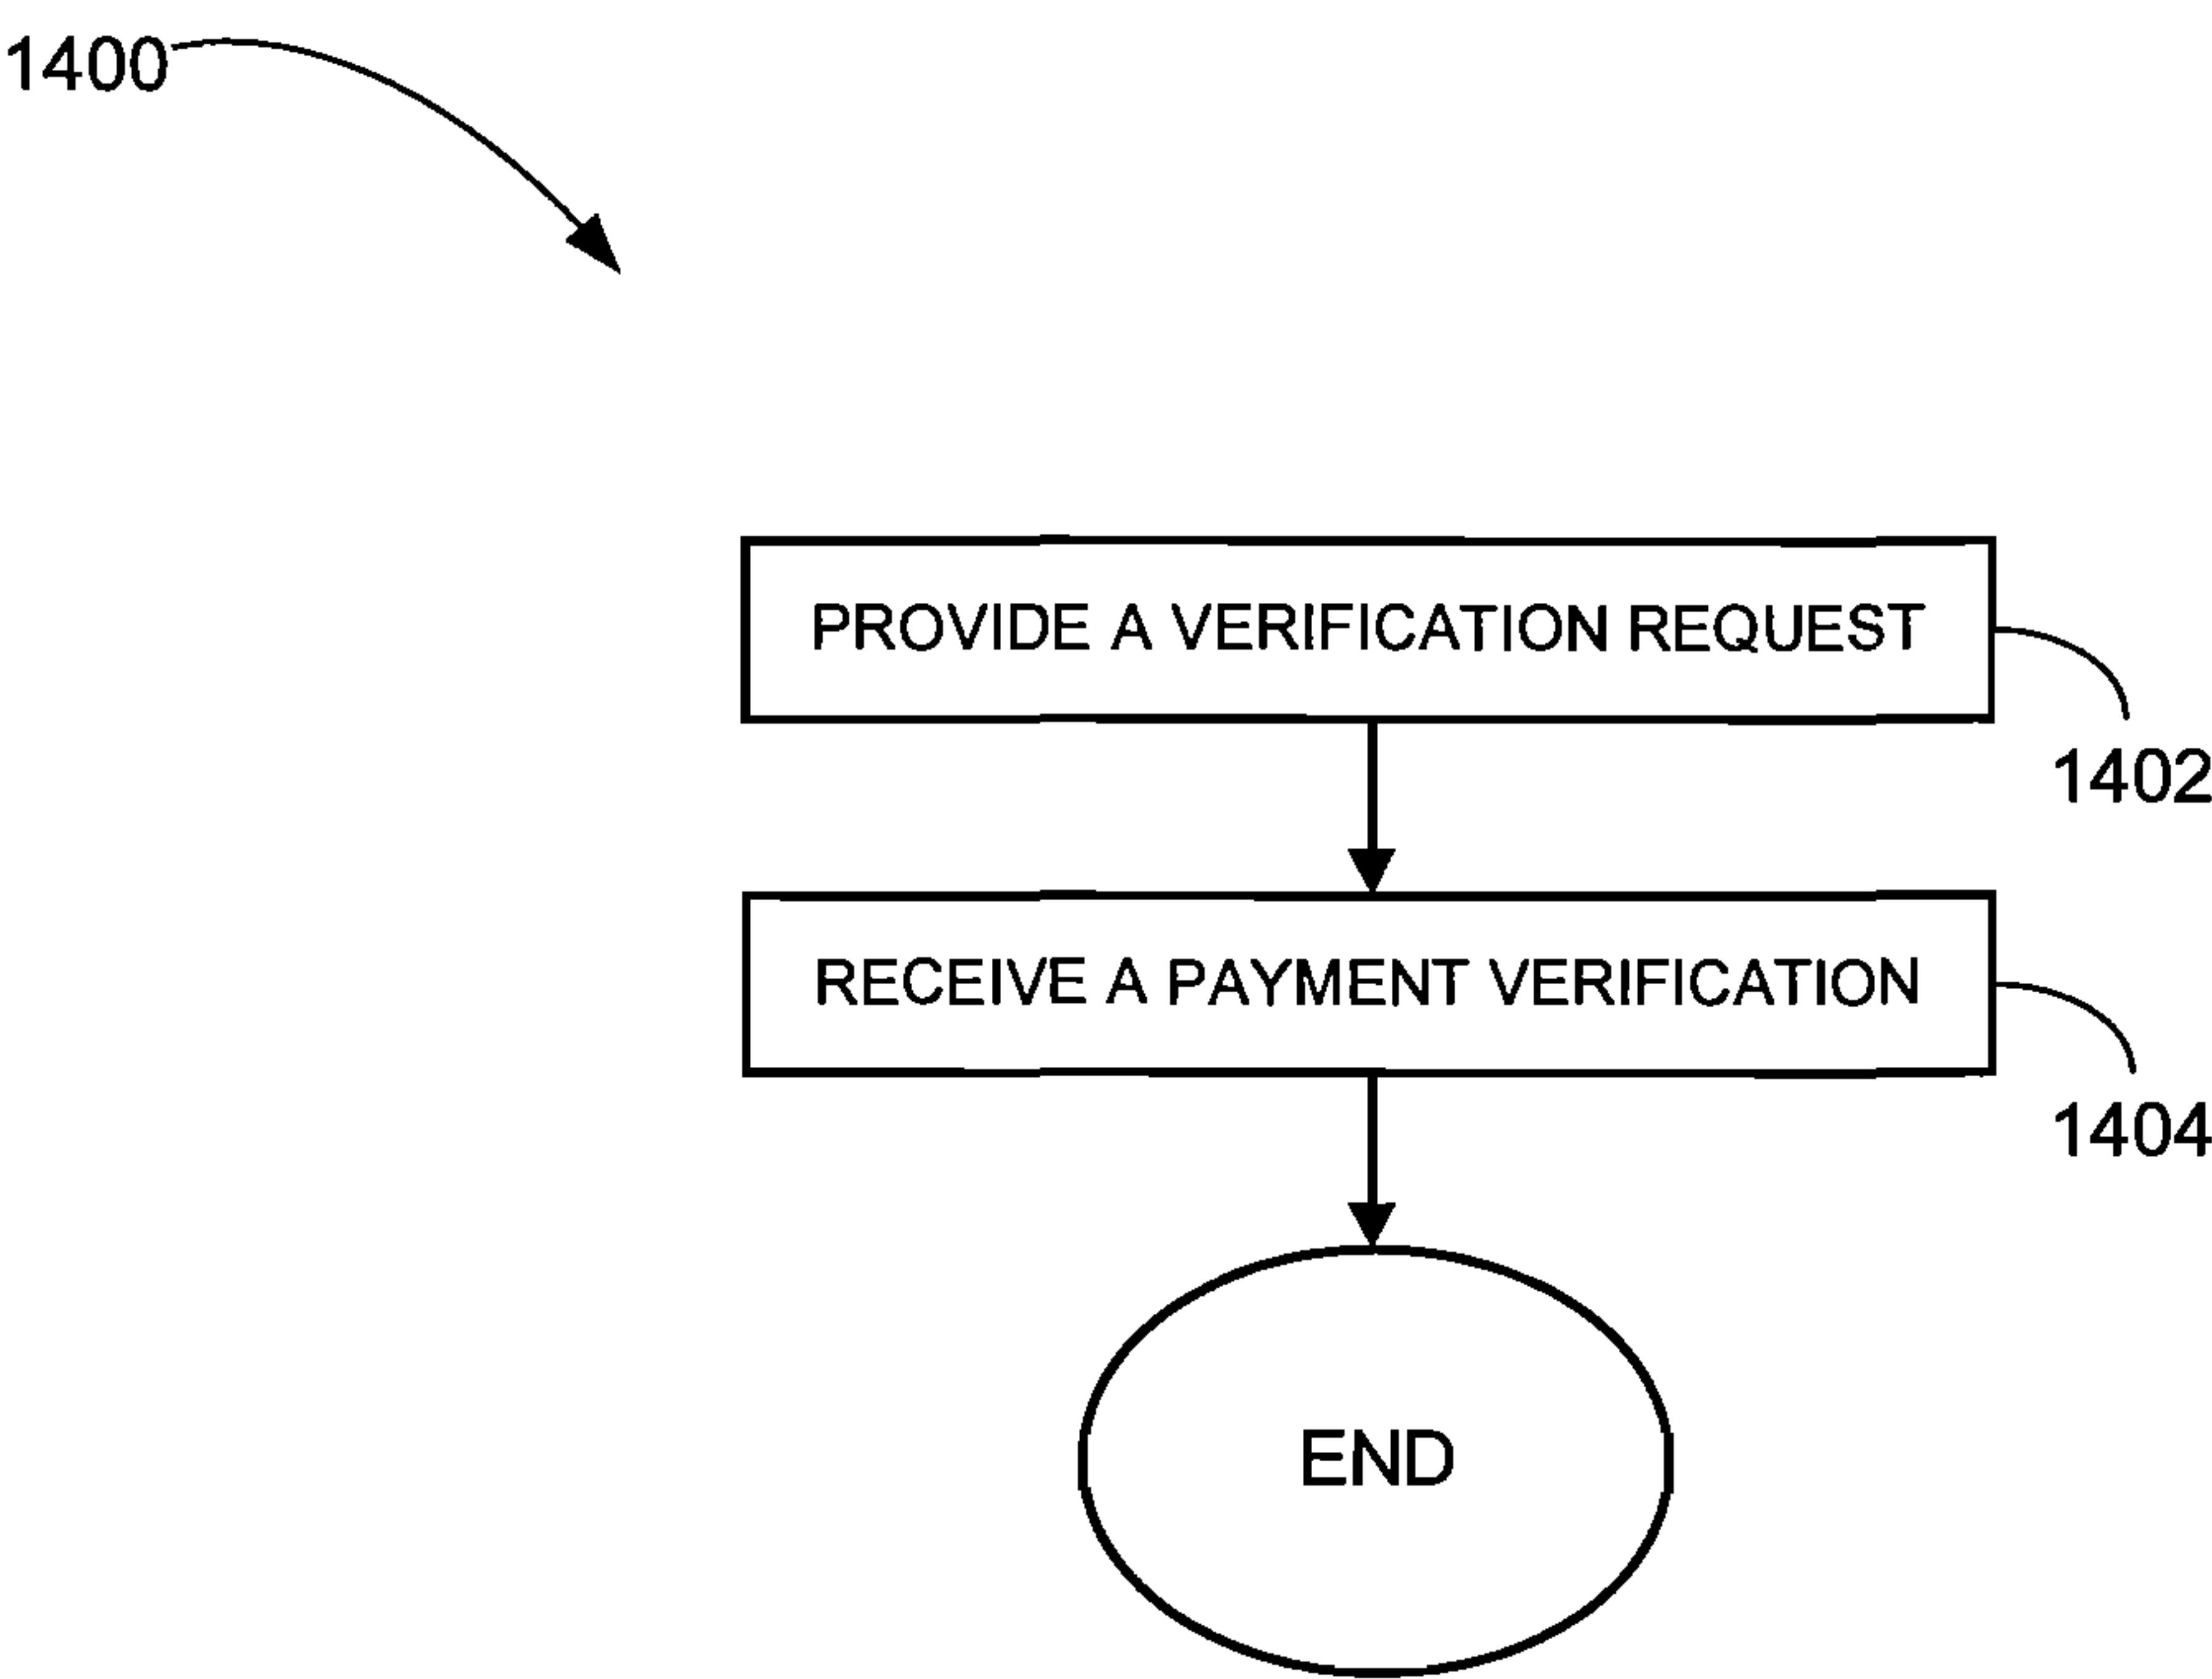 1400
PROVIDE A VERIFICATION REQUEST
1402
RECEIVE A PAYMENT VERIFICATION
1404
END